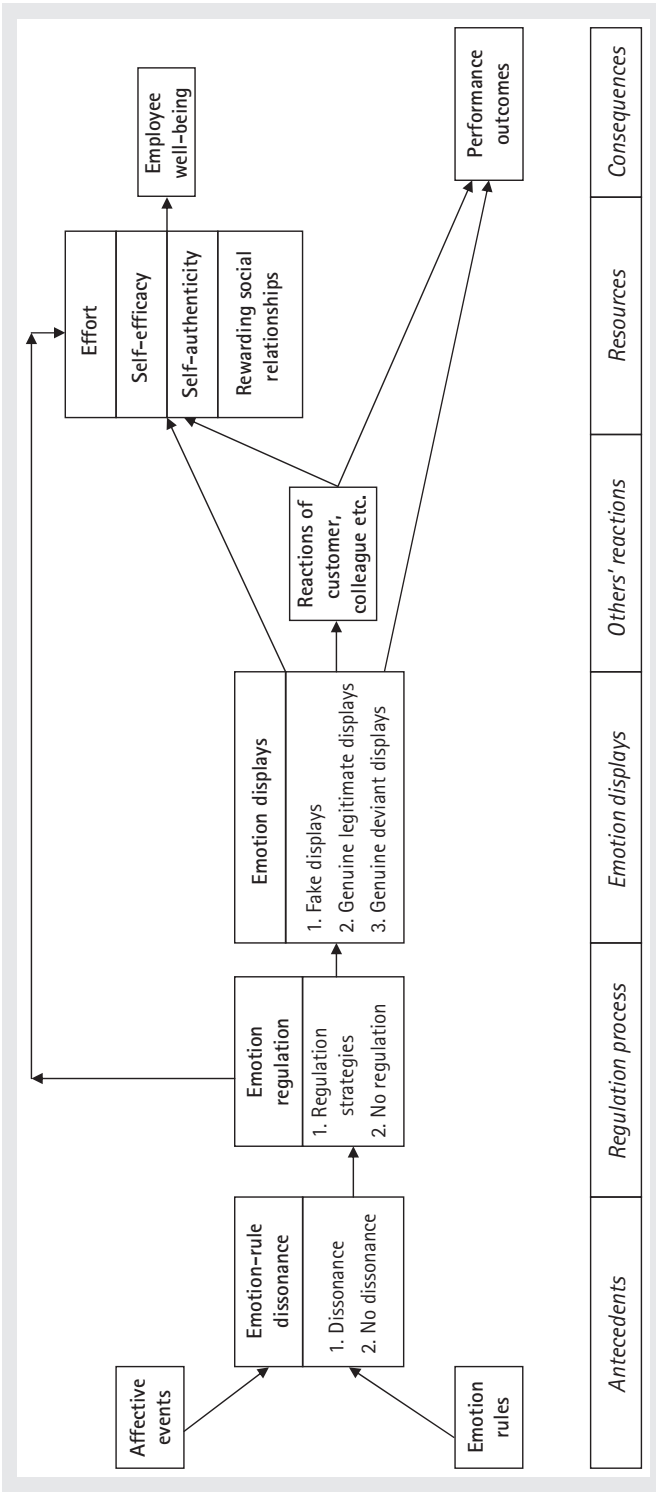 Affective
events
Emotion
rules
Emotion-rule
dissonance
1. Dissonance
2. No dissonance
Emotion
regulation
1. Regulation
strategies
2. No regulation
Emotion displays
1. Fake displays
2. Genuine legitimate displays
3. Genuine deviant displays
Reactions of
customer,
colleague etc.
Effort
Self-efficacy
Self-authenticity
Rewarding social
relationships
Employee
well-being
Performance
outcomes
Antecedents
Regulation process
Emotion displays
Others' reactions
Resources
Consequences